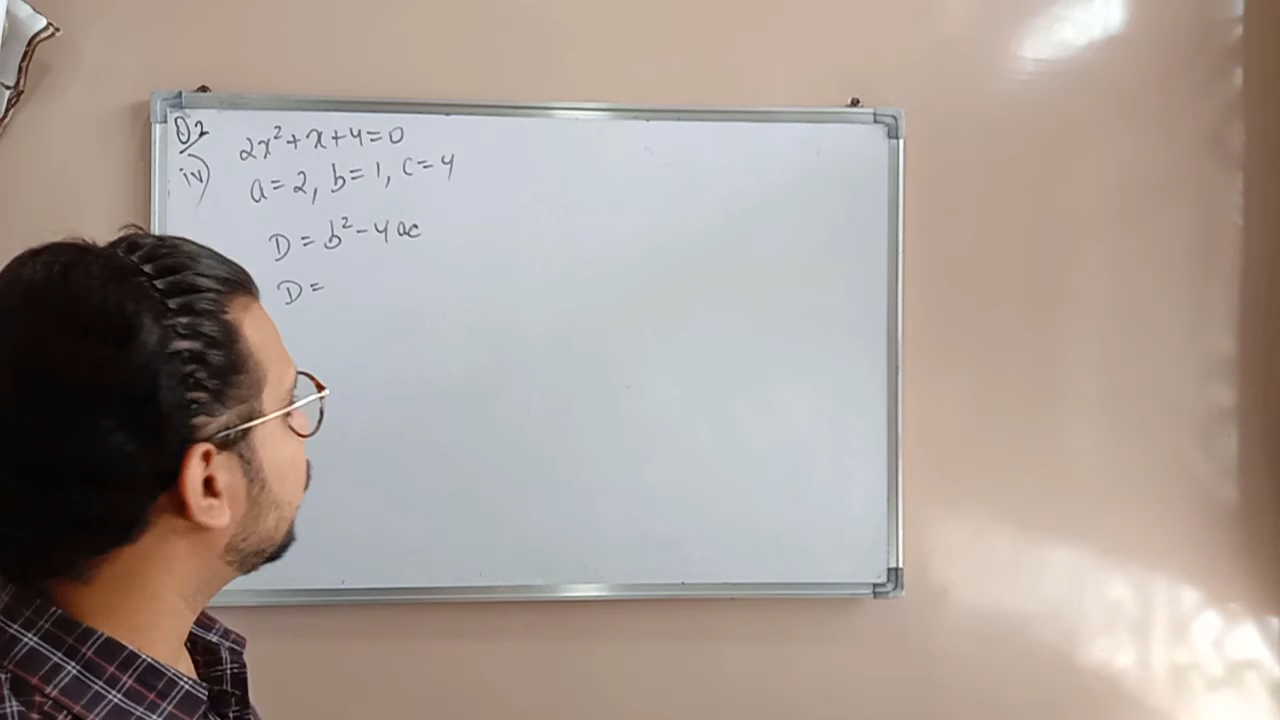 Q2
iv) 2x²+x+4=0
a=2, b=1, c=4
D = b²-4ac
D =